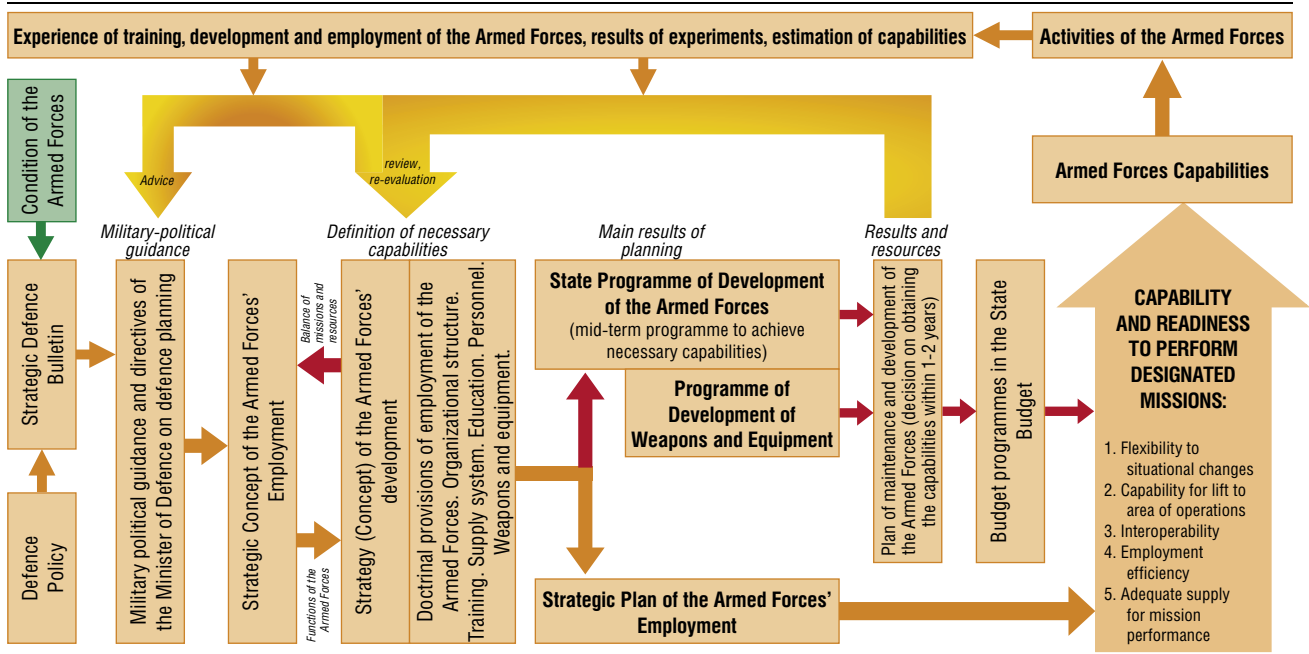 Experience of training, development and employment of the Armed Forces, results of experiments, estimation of capabilities
Activities of the Armed Forces
Condition of the
Armed Forces
Advice
review,
re-evaluation
Armed Forces Capabilities
Military-political
guidance
Definition of necessary
capabilities
Main results of
planning
Results and
resources
Strategic Defence
Bulletin
Defence
Policy
Military political guidance and directives of
the Minister of Defence on defence planning
Strategic Concept of the Armed Forces'
Employment
Balance of
missions and
resources
Functions of the
Armed Forces
Strategy (Concept) of the Armed Forces'
development
Doctrinal provisions of employment of the
Armed Forces. Organizational structure.
Training. Supply system. Education. Personnel.
Weapons and equipment.
State Programme of Development
of the Armed Forces
(mid-term programme to achieve
necessary capabilities)
Programme of
Development of
Weapons and Equipment
Strategic Plan of the Armed Forces'
Employment
Plan of maintenance and development of
the Armed Forces (decision on obtaining
the capabilities within 1-2 years)
Budget programmes in the State
Budget
CAPABILITY
AND READINESS
TO PERFORM
DESIGNATED
MISSIONS:
1. Flexibility to
situational changes
2. Capability for lift to
area of operations
3. Interoperability
4. Employment
efficiency
5. Adequate supply
for mission
performance